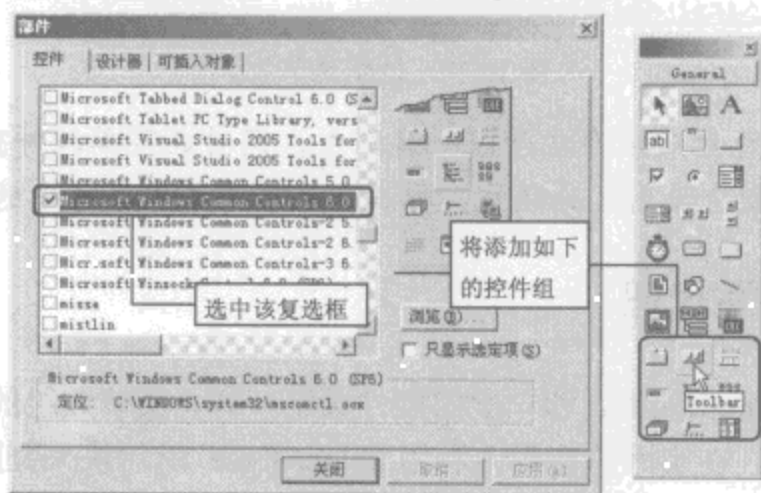 部件
控件 设计器 可插入对象
Microsoft Tabbed Dialog Control 6.0 (S
Microsoft Tablet PC Type Library, vers
Microsoft Visual Studio 2005 Tools for
Microsoft Visual Studio 2005 Tools for
Microsoft Windows Common Controls 5.0
Microsoft Windows Common Controls 6.0
Microsoft Windows Common Controls-2 5.
Microsoft Windows Common Controls-2 6.
Microsoft Windows Common Controls-3 6.
Microsoft Winsock Control 6.0 (SP6)
misse
mistlin
选中该复选框
浏览(B)...
只显示选定项(S)
Microsoft Windows Common Controls 6.0 (SP6)
定位: C:\WINDOWS\system32\mscomctl.ocx
关闭 取消 应用(A)
General
A
ab
将添加如下
的控件组
Toolbar